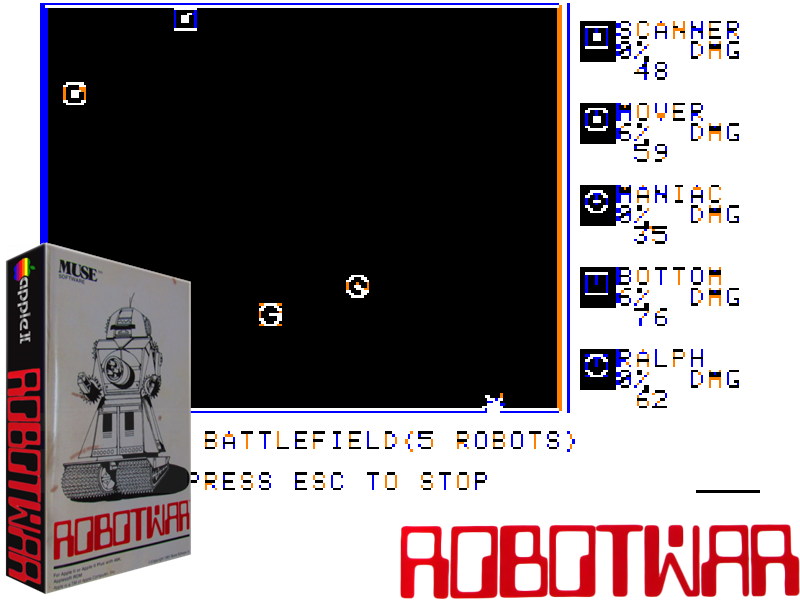 SCANNER
0% DMG
48
MOVER
6% DMG
59
MANIAC
0% DMG
35
BOTTOM
6% DMG
76
RALPH
0% DMG
62
BATTLEFIELD(5 ROBOTS)
PRESS ESC TO STOP
apple II
MUSE
SOFTWARE
ROBOTWAR
ROBOTWAR
ROBOTWAR